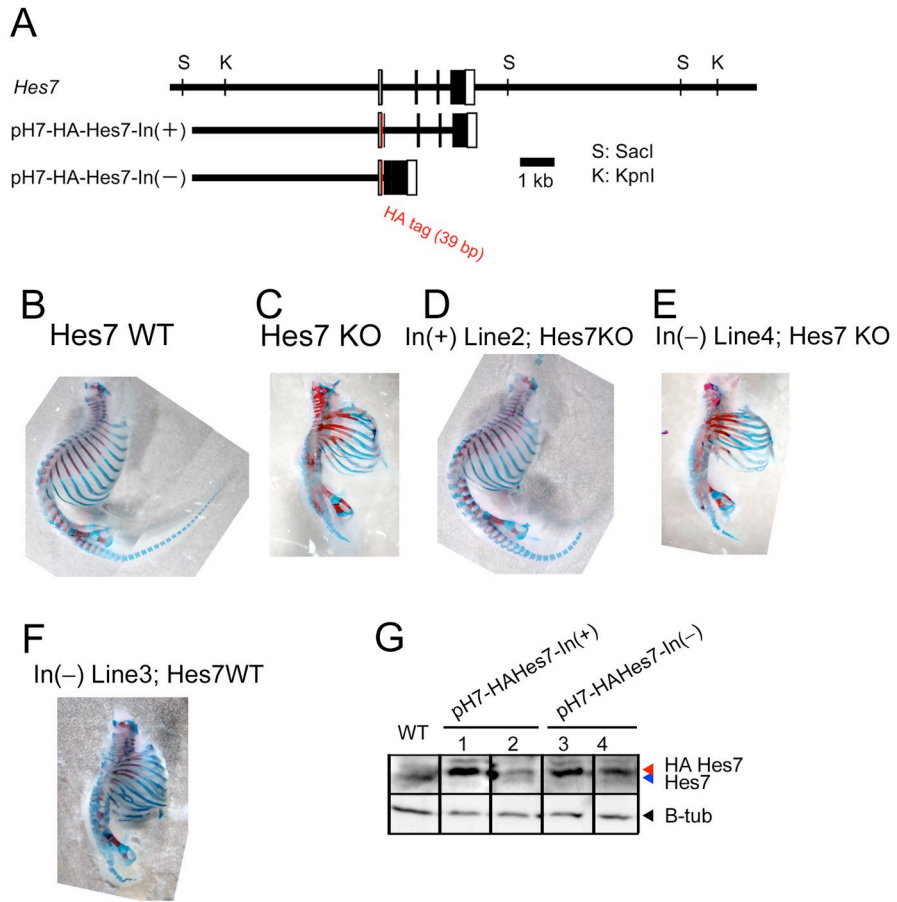 A
S K S S K
Hes7
pH7-HA-Hes7-In(+)
pH7-HA-Hes7-In(−)
1 kb
S: SacI
K: KpnI
HA tag (39 bp)
B
Hes7 WT
C
Hes7 KO
D
In(+) Line2; Hes7KO
E
In(−) Line4; Hes7 KO
F
In(−) Line3; Hes7WT
G
pH7-HAHes7-In(+)
pH7-HAHes7-In(−)
WT 1 2 3 4
HA Hes7
Hes7
B-tub